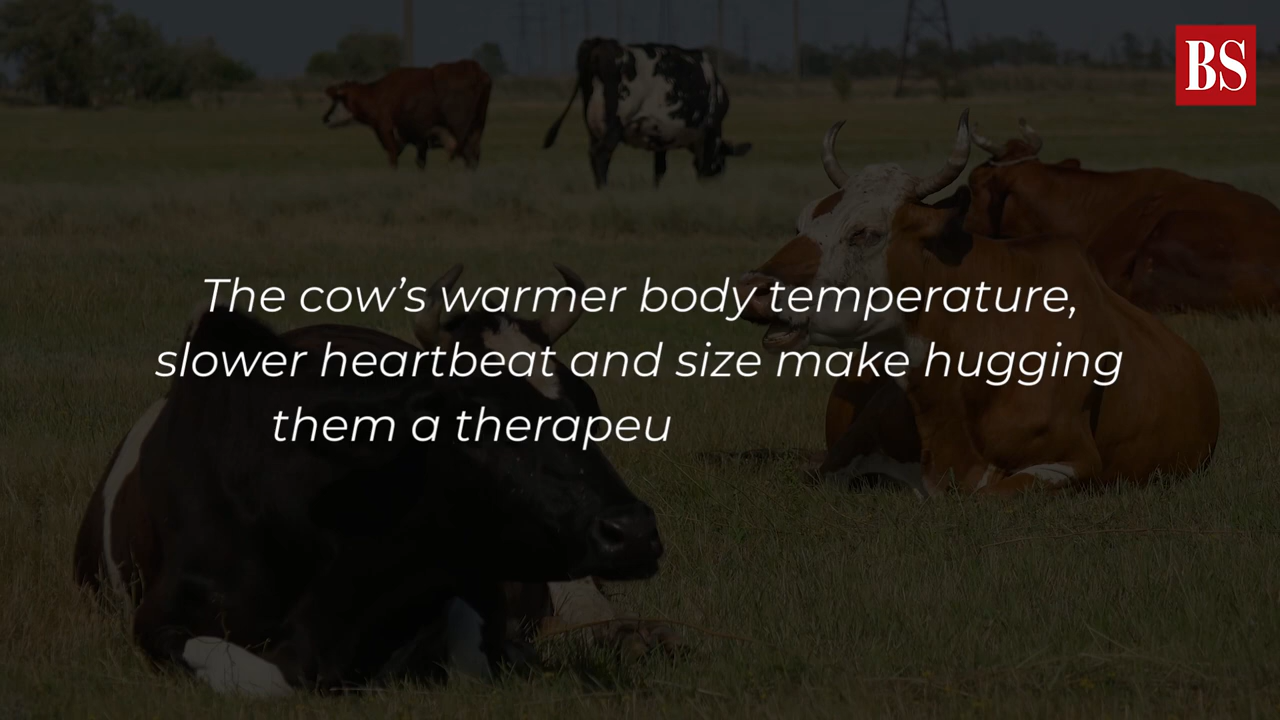 BS
The cow’s warmer body temperature,
slower heartbeat and size make hugging
them a therapeu